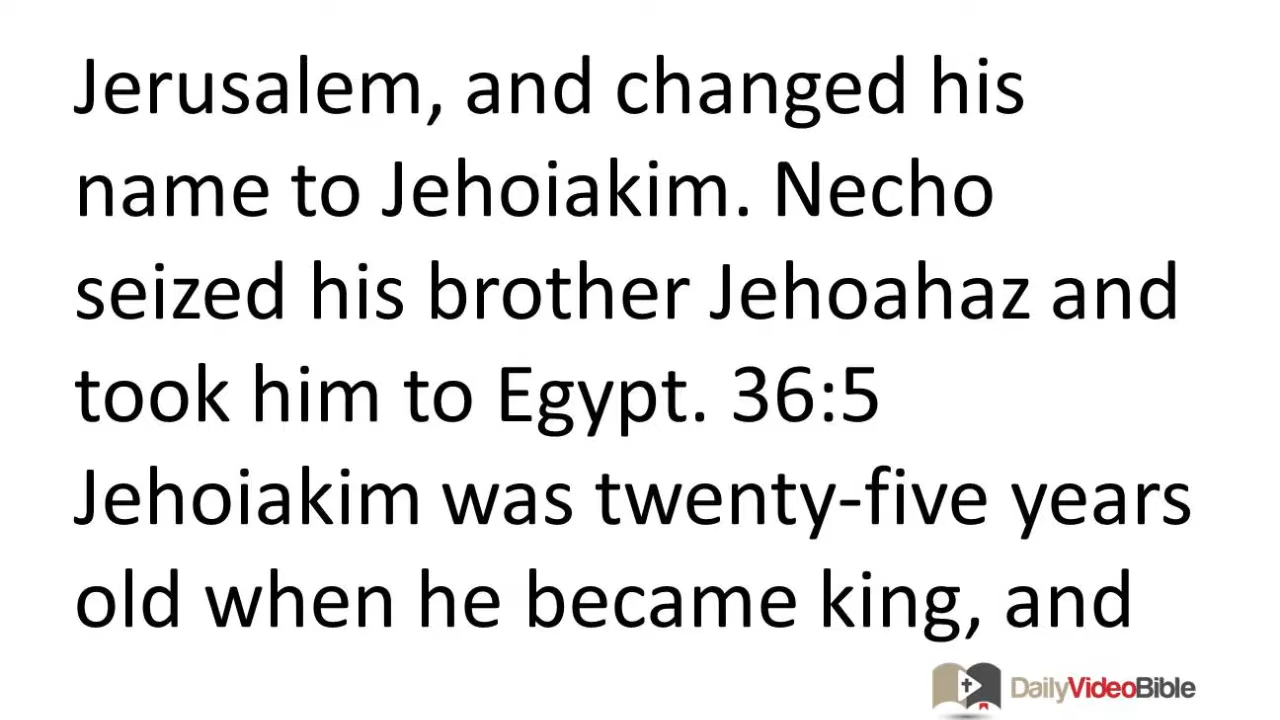 Jerusalem, and changed his
name to Jehoiakim. Necho
seized his brother Jehoahaz and
took him to Egypt. 36:5
Jehoiakim was twenty-five years
old when he became king, and
DailyVideoBible